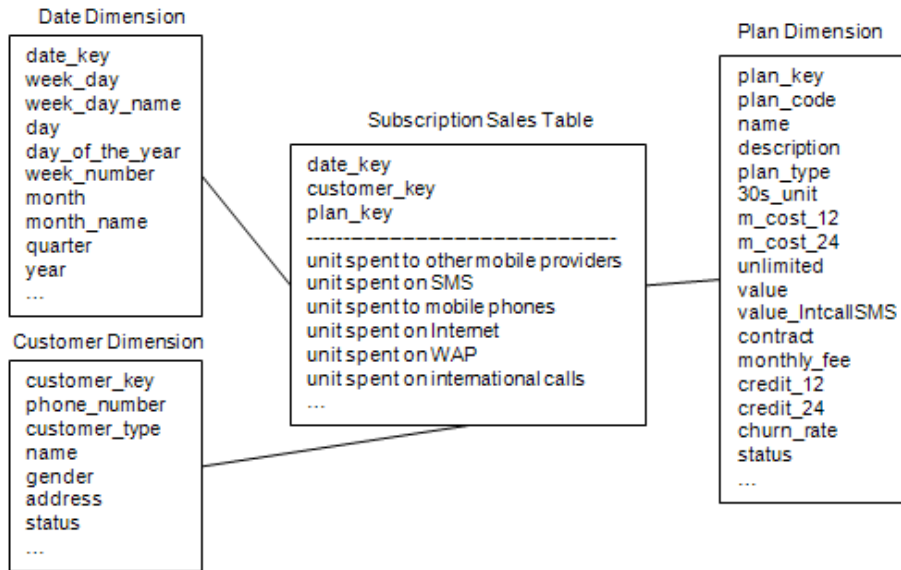 Date Dimension
date_key
week_day
week_day_name
day
day_of_the_year
week_number
month
month_name
quarter
year
...
Customer Dimension
customer_key
phone_number
customer_type
name
gender
address
status
...
Subscription Sales Table
date_key
customer_key
plan_key
unit spent to other mobile providers
unit spent on SMS
unit spent to mobile phones
unit spent on Internet
unit spent on WAP
unit spent on international calls
...
Plan Dimension
plan_key
plan_code
name
description
plan_type
30s_unit
m_cost_12
m_cost_24
unlimited
value
value_IntcallSMS
contract
monthly_fee
credit_12
credit_24
churn_rate
status
...